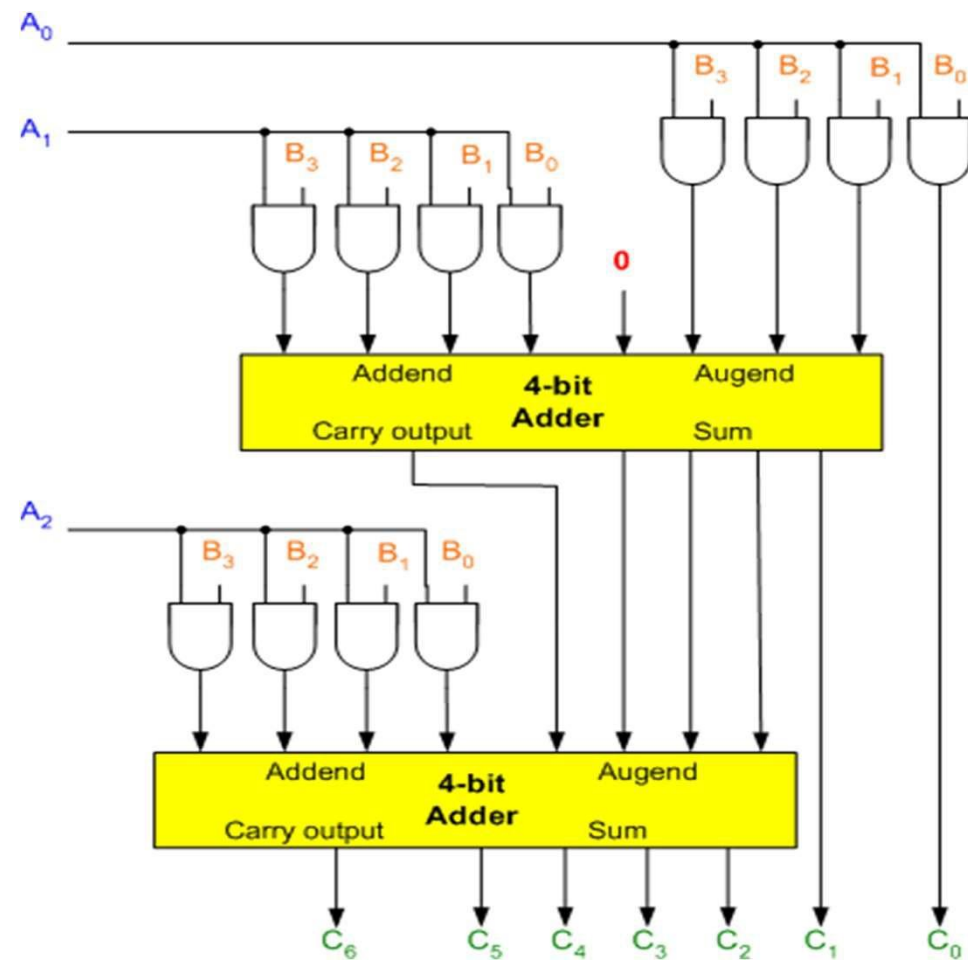 A₀
B₃ B₂ B₁ B₀
A₁
B₃ B₂ B₁ B₀
0
Addend 4-bit Adder Augend
Carry output Sum
A₂
B₃ B₂ B₁ B₀
Addend 4-bit Adder Augend
Carry output Sum
C₆ C₅ C₄ C₃ C₂ C₁ C₀